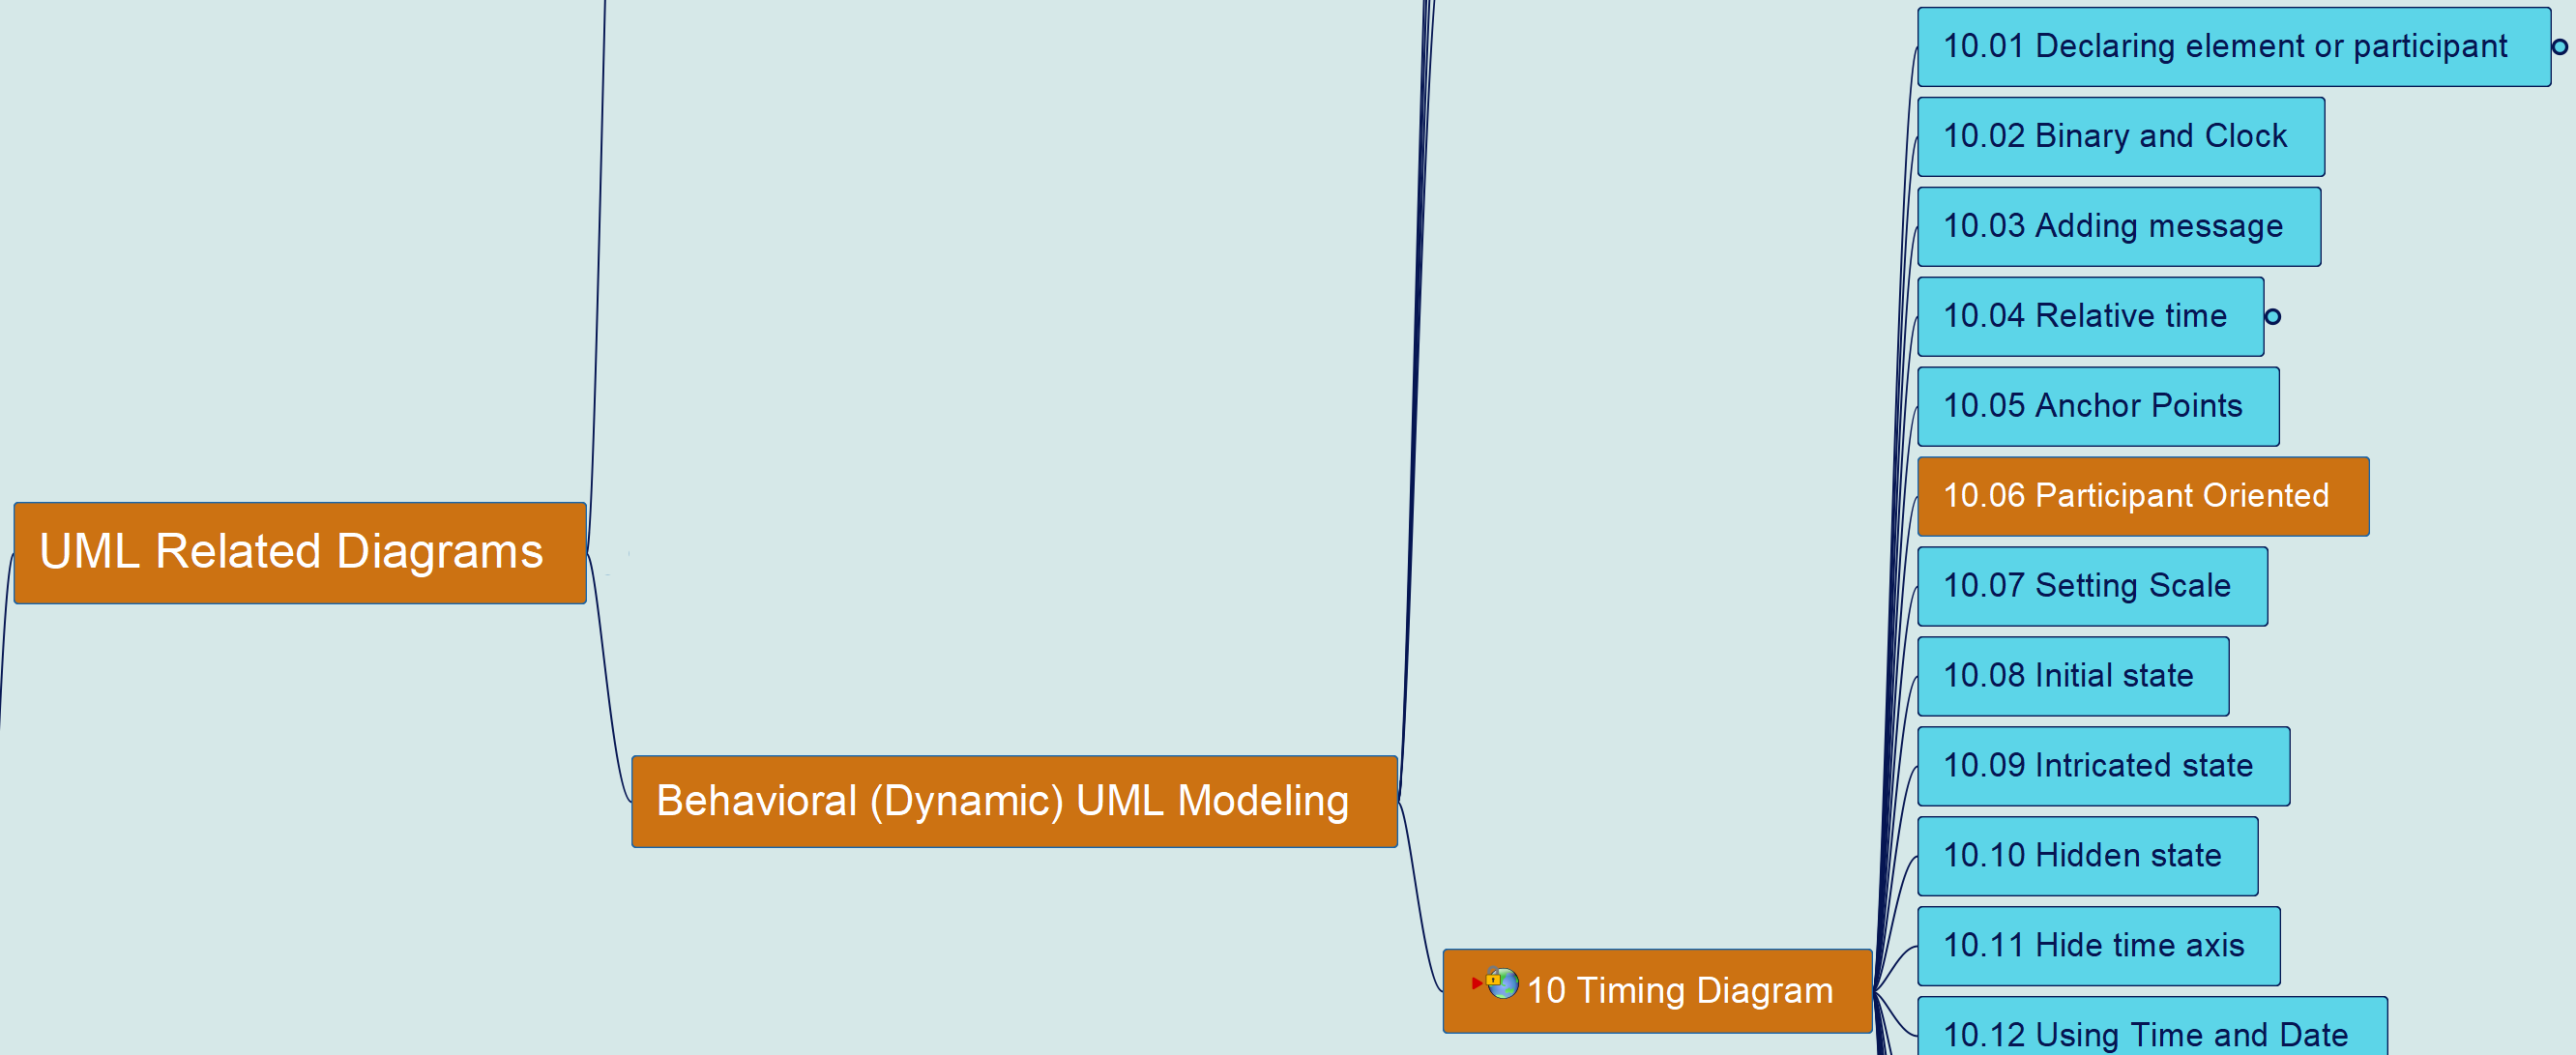 10.01 Declaring element or participant
10.02 Binary and Clock
10.03 Adding message
10.04 Relative time
10.05 Anchor Points
10.06 Participant Oriented
UML Related Diagrams
10.07 Setting Scale
10.08 Initial state
10.09 Intricated state
Behavioral (Dynamic) UML Modeling
10.10 Hidden state
10.11 Hide time axis
10 Timing Diagram
10.12 Using Time and Date